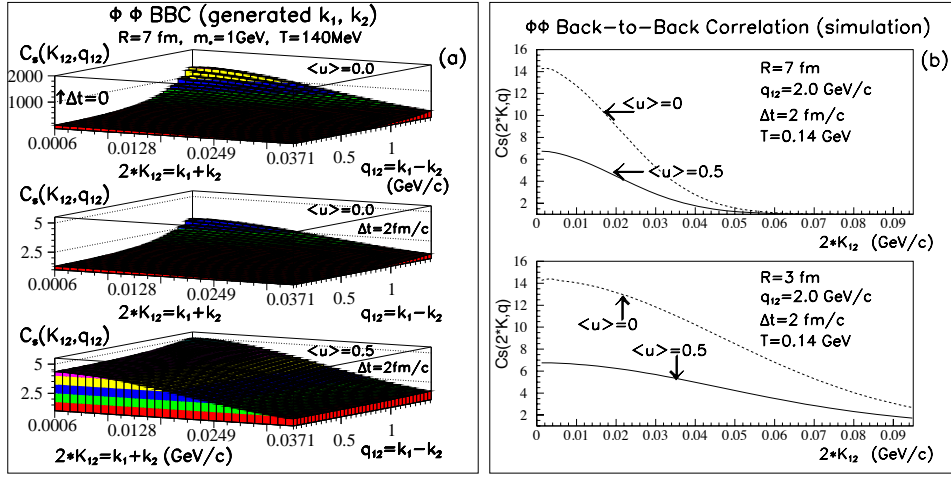 Φ Φ BBC (generated k₁, k₂)
R=7 fm, m*=1GeV, T=140MeV
(a)
Cₛ(K₁₂,q₁₂)
<u>=0.0
2000
↑Δt=0
1000
0.0006
0.0128
0.0249
0.0371
0.5
1
2*K₁₂=k₁+k₂
q₁₂=k₁−k₂
(GeV/c)
Cₛ(K₁₂,q₁₂)
<u>=0.0
5
Δt=2fm/c
2.5
0.0006
0.0128
0.0249
0.0371
0.5
1
2*K₁₂=k₁+k₂
q₁₂=k₁−k₂
Cₛ(K₁₂,q₁₂)
<u>=0.5
5
Δt=2fm/c
2.5
0.0006
0.0128
0.0249
0.0371
0.5
1
2*K₁₂=k₁+k₂ (GeV/c)
q₁₂=k₁−k₂
ΦΦ Back−to−Back Correlation (simulation)
(b)
Cs(2*K,q)
16
14
12
10
8
6
4
2
R=7 fm
q₁₂=2.0 GeV/c
Δt=2 fm/c
T=0.14 GeV
<u>=0
<u>=0.5
0 0.01 0.02 0.03 0.04 0.05 0.06 0.07 0.08 0.09
2*K₁₂ (GeV/c)
Cs(2*K,q)
16
14
12
10
8
6
4
2
R=3 fm
q₁₂=2.0 GeV/c
Δt=2 fm/c
T=0.14 GeV
<u>=0
<u>=0.5
0 0.01 0.02 0.03 0.04 0.05 0.06 0.07 0.08 0.09
2*K₁₂ (GeV/c)